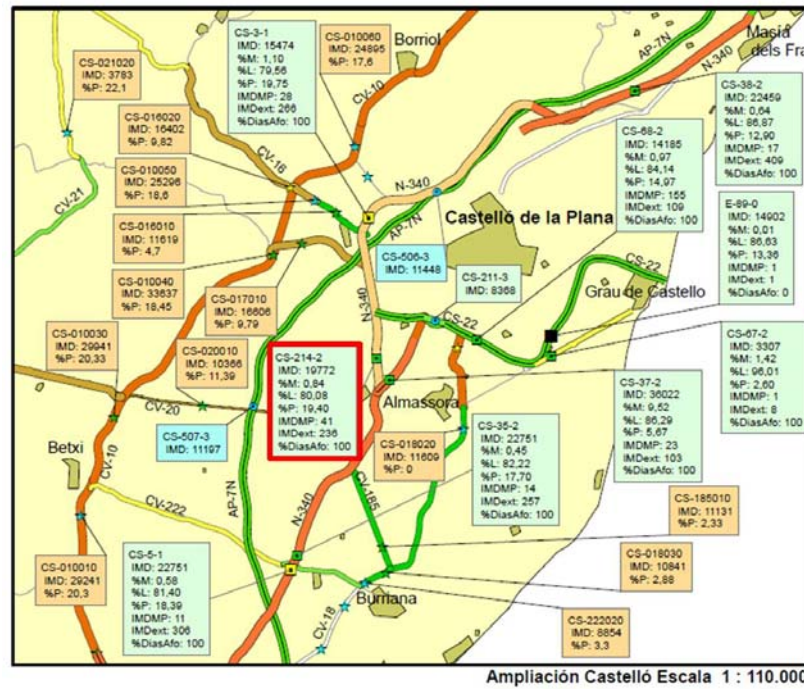 CS-021020
IMD: 3783
%P: 22,1
CS-3-1
IMD: 15474
%M: 1,10
%L: 79,56
%P: 19,75
IMDMP: 28
IMDext: 266
%DiasAfo: 100
CS-010060
IMD: 24895
%P: 17,6
Borriol
CV-10
AP-7N
N-340
Masía
dels Fra
CS-016020
IMD: 16402
%P: 9,82
CV-16
CS-38-2
IMD: 22459
%M: 0,64
%L: 86,87
%P: 12,90
IMDMP: 17
IMDext: 409
%DiasAfo: 100
CS-68-2
IMD: 14185
%M: 0,97
%L: 84,14
%P: 14,97
IMDMP: 155
IMDext: 109
%DiasAfo: 100
CS-010050
IMD: 25296
%P: 18,6
CV-21
N-340
AP-7N
Castelló de la Plana
E-89-0
IMD: 14902
%M: 0,01
%L: 86,63
%P: 13,36
IMDMP: 1
IMDext: 1
%DiasAfo: 0
CS-016010
IMD: 11619
%P: 4,7
CS-506-3
IMD: 11448
CS-211-3
IMD: 8368
CS-22
Grau de Castello
CS-010040
IMD: 33637
%P: 18,45
CS-017010
IMD: 16606
%P: 9,79
N-340
CS-22
CS-010030
IMD: 29941
%P: 20,33
CS-020010
IMD: 10366
%P: 11,39
CS-214-2
IMD: 19772
%M: 0,84
%L: 80,08
%P: 19,40
IMDMP: 41
IMDext: 236
%DiasAfo: 100
CS-67-2
IMD: 3307
%M: 1,42
%L: 96,01
%P: 2,60
IMDMP: 1
IMDext: 8
%DiasAfo: 100
CV-20
Almassora
CS-37-2
IMD: 36022
%M: 9,52
%L: 86,29
%P: 5,67
IMDMP: 23
IMDext: 103
%DiasAfo: 100
CS-507-3
IMD: 11197
CS-018020
IMD: 11609
%P: 0
CS-35-2
IMD: 22751
%M: 0,45
%L: 82,22
%P: 17,70
IMDMP: 14
IMDext: 257
%DiasAfo: 100
Betxi
CV-10
CV-222
AP-7N
N-340
CV-185
CS-185010
IMD: 11131
%P: 2,33
CS-010010
IMD: 29241
%P: 20,3
CS-5-1
IMD: 22751
%M: 0,58
%L: 81,40
%P: 18,39
IMDMP: 11
IMDext: 306
%DiasAfo: 100
CS-018030
IMD: 10841
%P: 2,88
Burriana
CV-18
CS-222020
IMD: 8854
%P: 3,3
Ampliación Castelló Escala 1 : 110.000